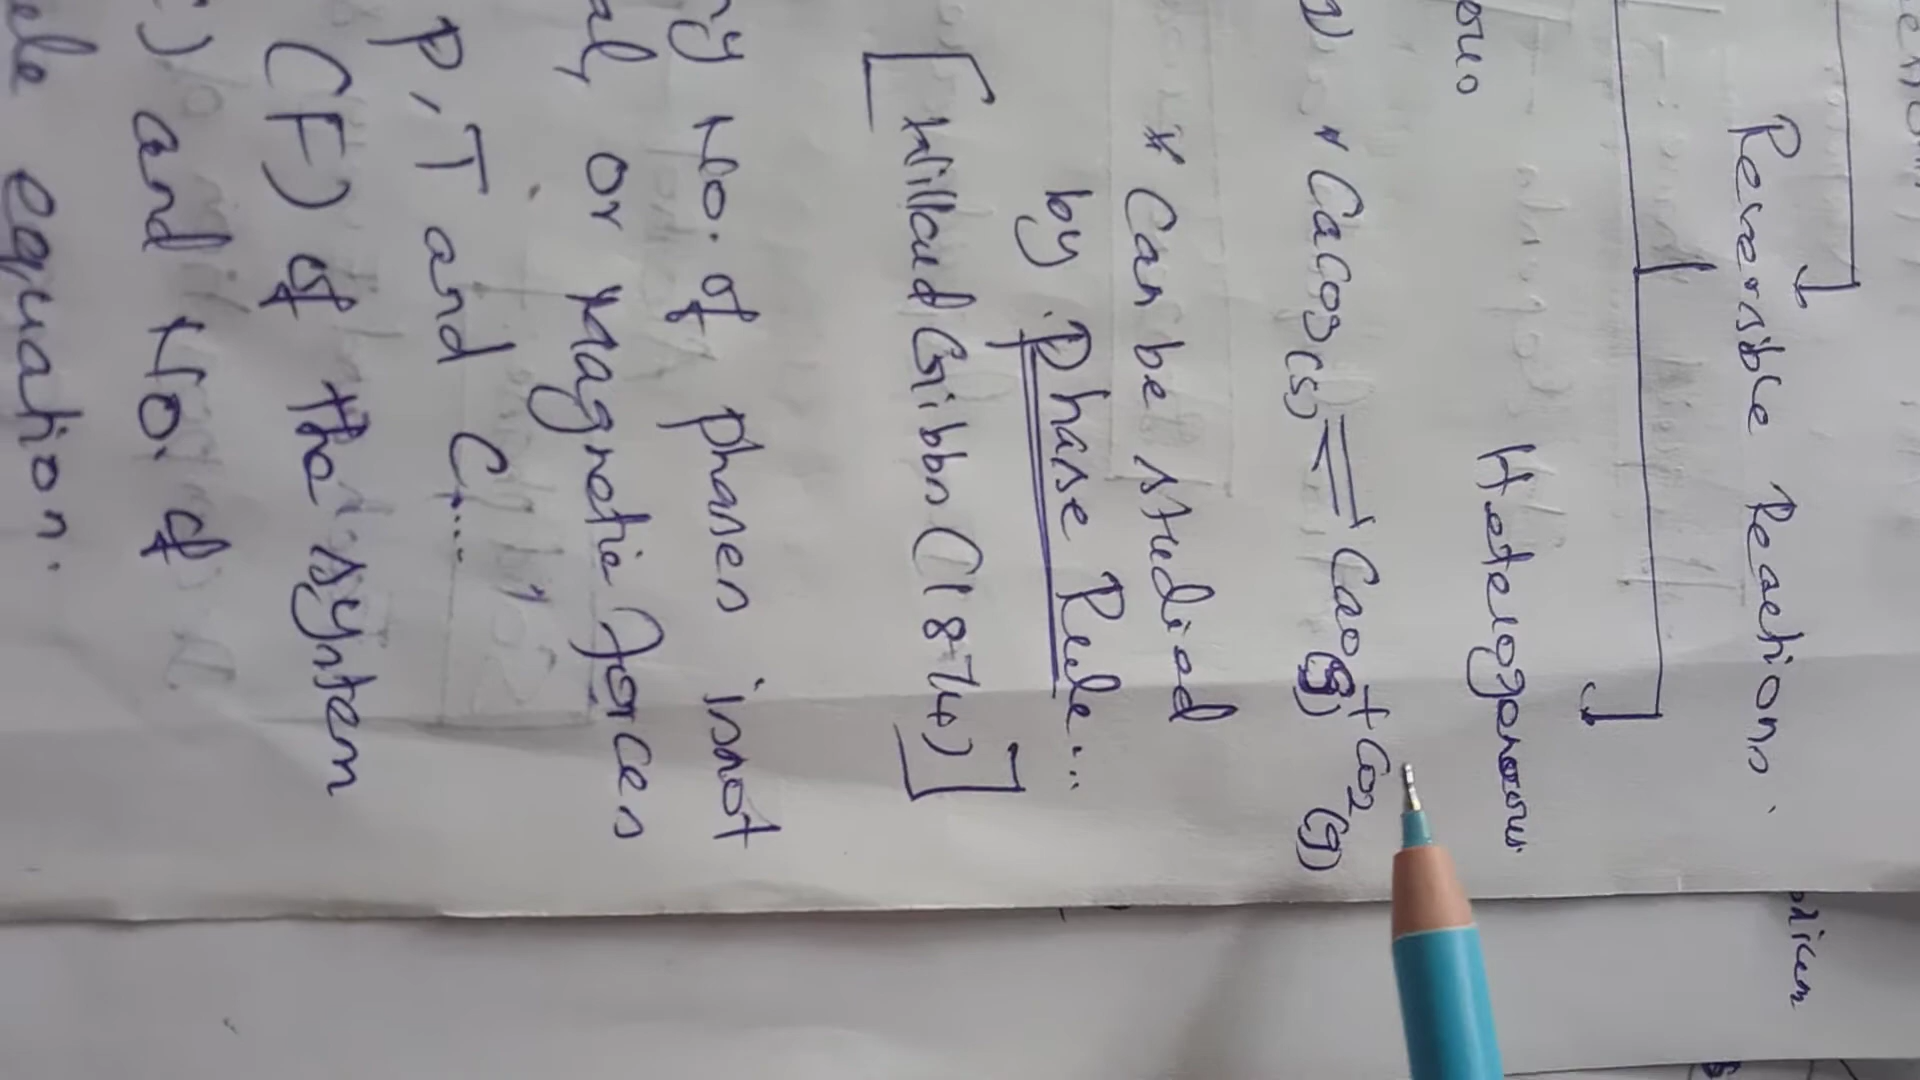 Reversible Reactions.
Heterogeneous
* CaCO3(s) ⇌ CaO(s) + CO2(g)
* Can be studied
by Phase Rule...
[Willard Gibbs (1874)]
No. of phases is not
or Magnetic Forces
P, T and C....
(F) of the system
and No. of
equation.